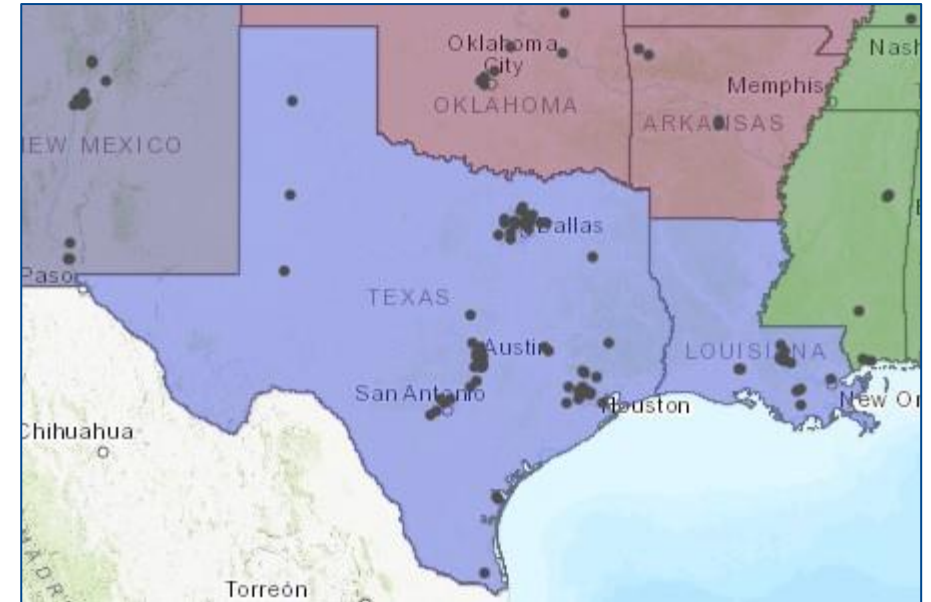 Oklahoma
City
OKLAHOMA
Nash
Memphis
ARKANSAS
NEW MEXICO
Dallas
Paso
TEXAS
Austin
LOUISIANA
San Antonio
Houston
New Or
Chihuahua
MADR
Torreón